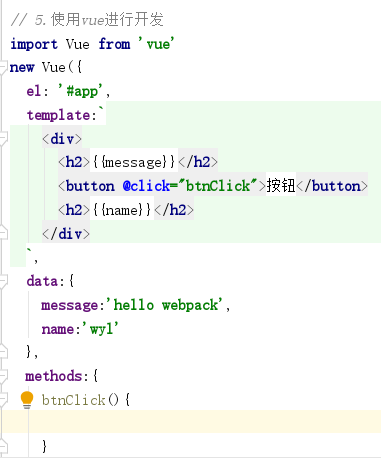 // 5.使用vue进行开发
import Vue from 'vue'
new Vue({
  el: '#app',
  template:`
    <div>
      <h2>{{message}}</h2>
      <button @click="btnClick">按钮</button>
      <h2>{{name}}</h2>
    </div>
  `,
  data:{
    message:'hello webpack',
    name:'wyl'
  },
  methods:{
    btnClick(){
    }